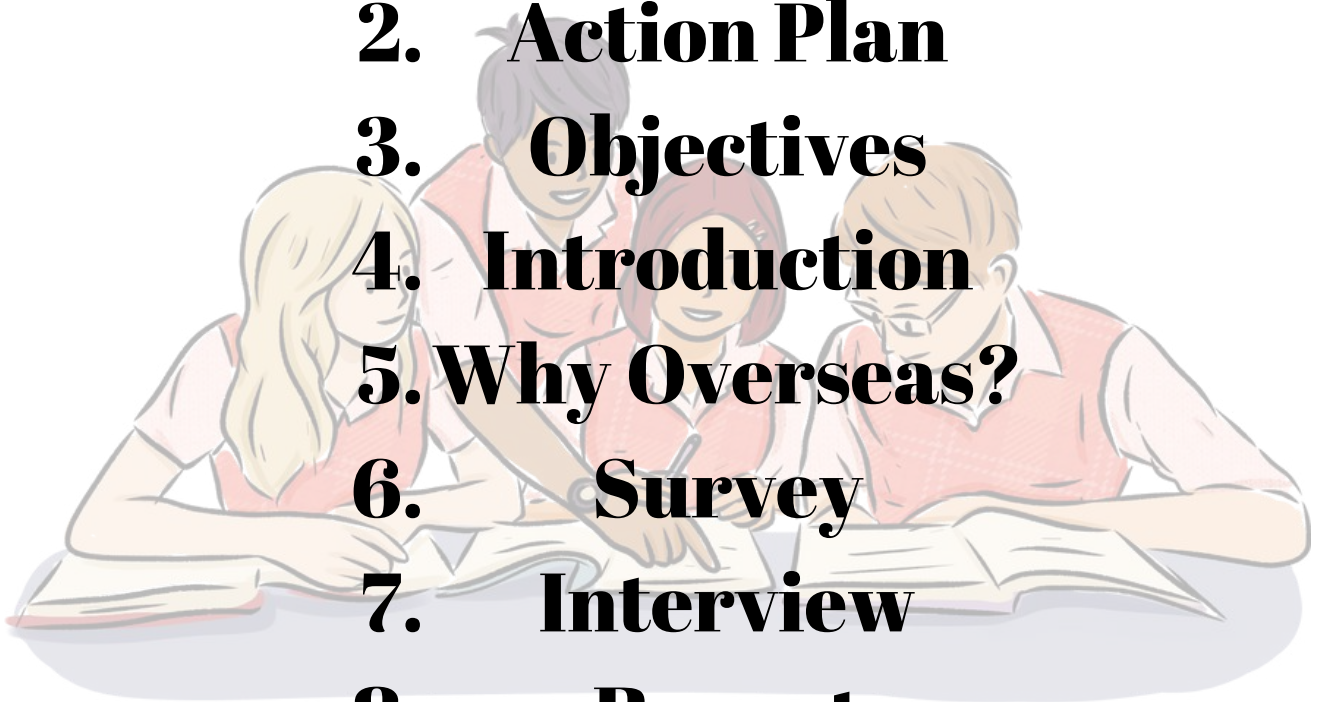 2. Action Plan
3. Objectives
4. Introduction
5. Why Overseas?
6. Survey
7. Interview